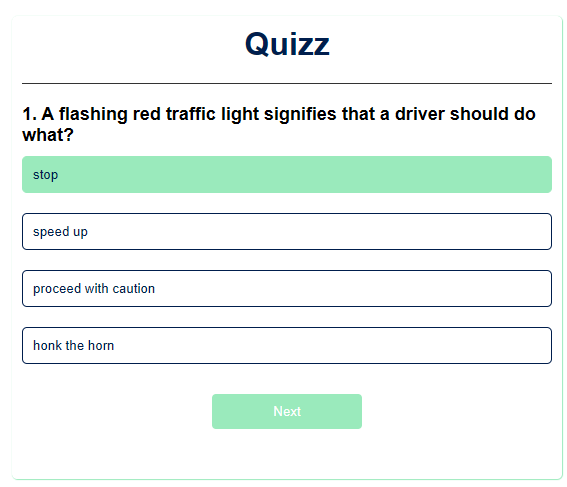 Quizz
1. A flashing red traffic light signifies that a driver should do
what?
stop
speed up
proceed with caution
honk the horn
Next